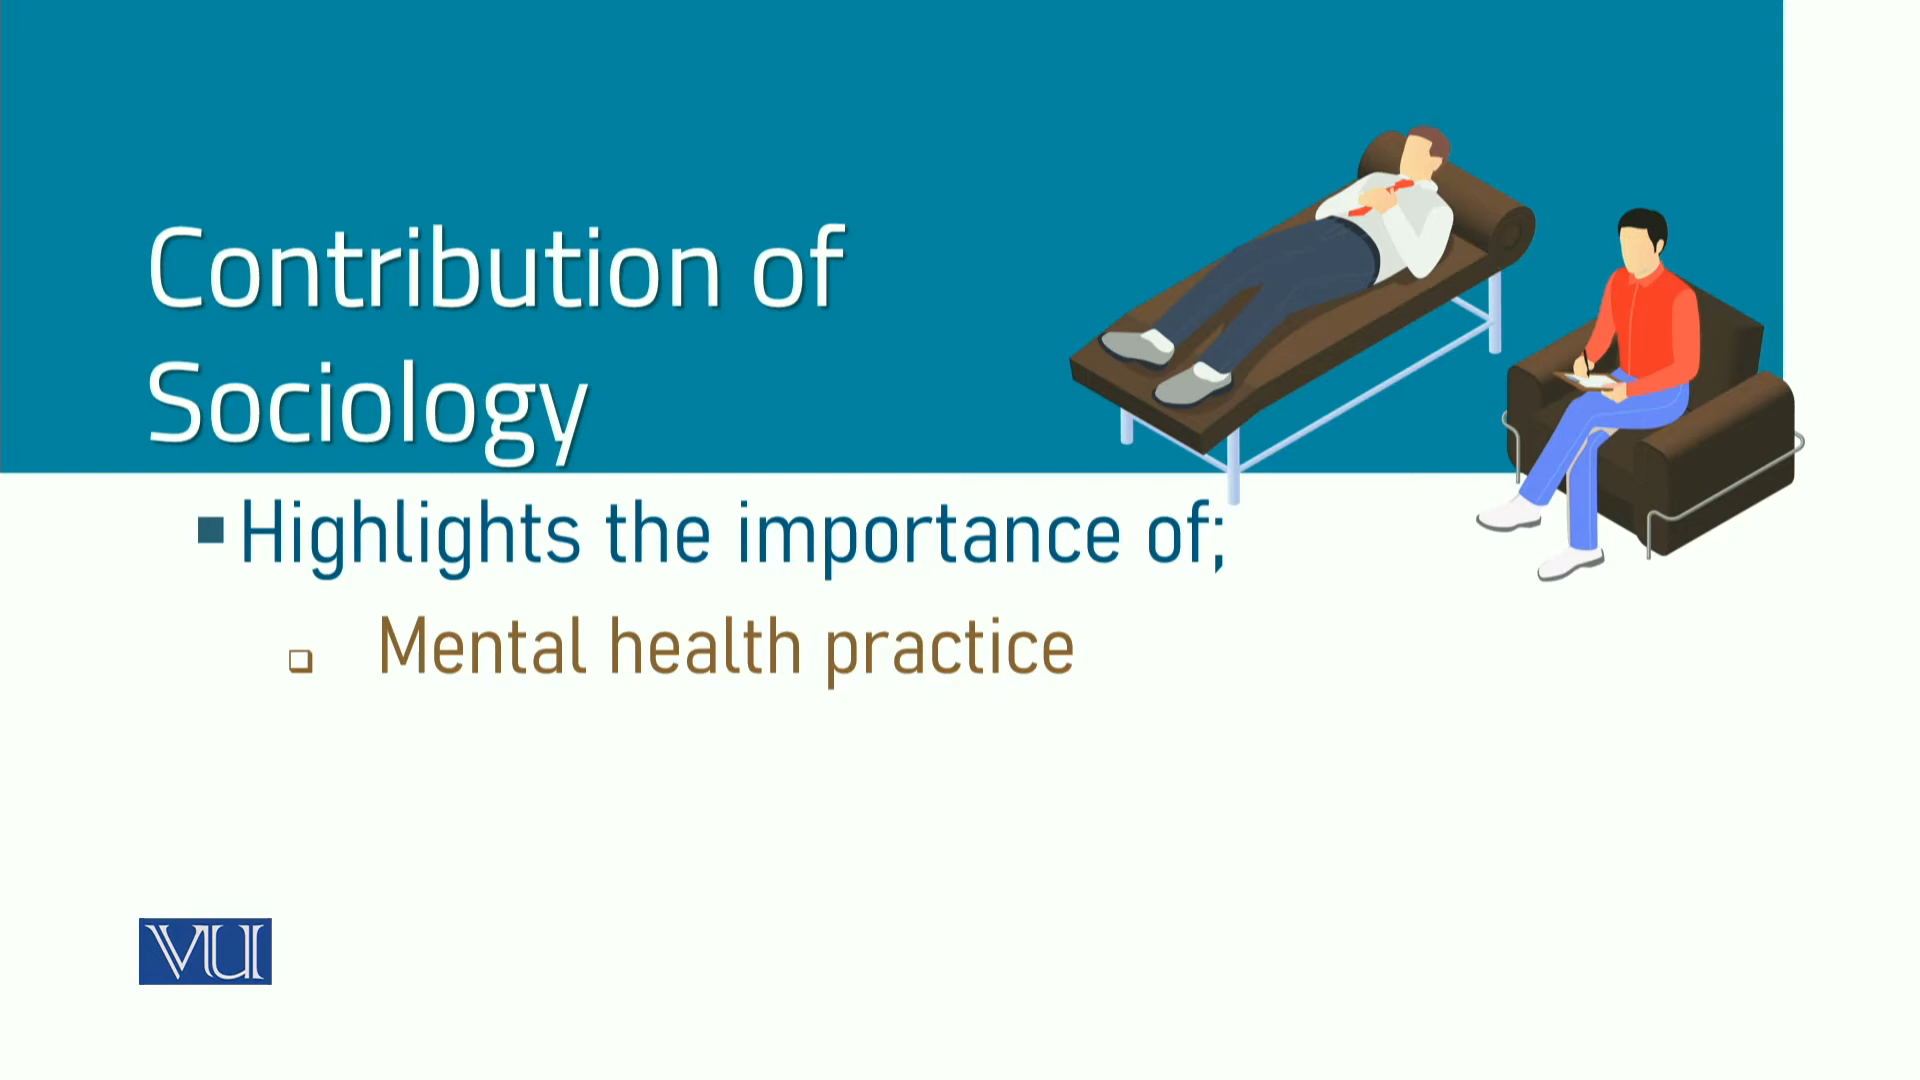 Contribution of
Sociology
Highlights the importance of;
Mental health practice
VU